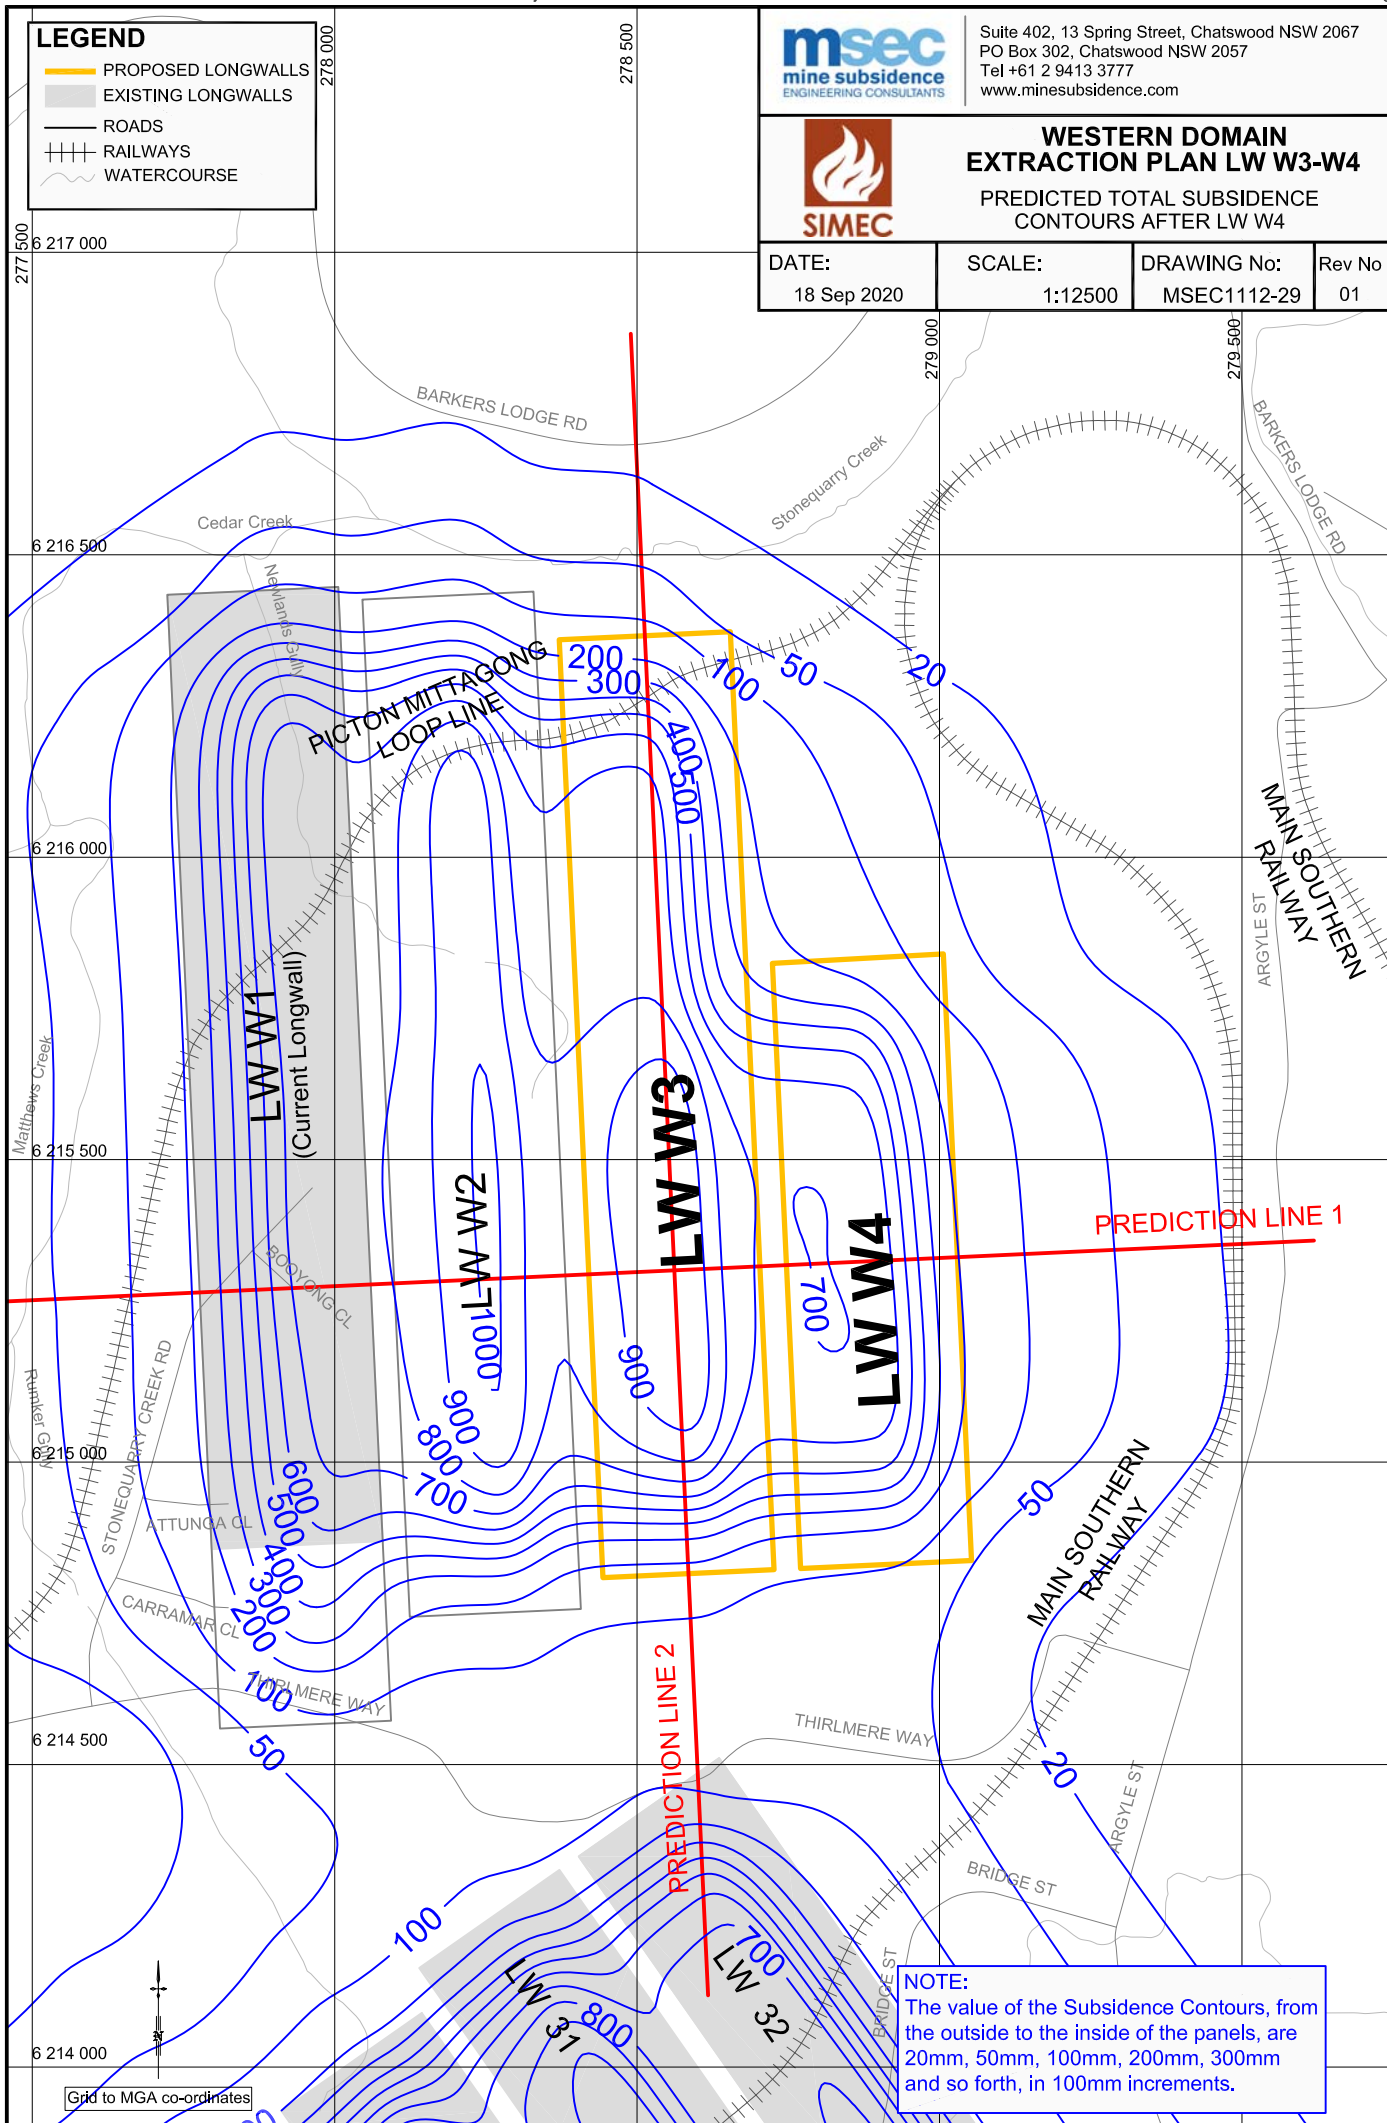 LEGEND
PROPOSED LONGWALLS
EXISTING LONGWALLS
ROADS
RAILWAYS
WATERCOURSE
msec
mine subsidence
ENGINEERING CONSULTANTS
Suite 402, 13 Spring Street, Chatswood NSW 2067
PO Box 302, Chatswood NSW 2057
Tel +61 2 9413 3777
www.minesubsidence.com
SIMEC
WESTERN DOMAIN
EXTRACTION PLAN LW W3-W4
PREDICTED TOTAL SUBSIDENCE
CONTOURS AFTER LW W4
DATE:
18 Sep 2020
SCALE:
1:12500
DRAWING No:
MSEC1112-29
Rev No
01
277 500
278 000
278 500
279 000
279 500
6 217 000
BARKERS LODGE RD
BARKERS LODGE RD
Stonequarry Creek
Cedar Creek
6 216 500
Newlands Gully
PICTON MITTAGONG
LOOP LINE
200
300
400
500
100
50
20
MAIN SOUTHERN
RAILWAY
6 216 000
ARGYLE ST
LW W1
(Current Longwall)
Matthews Creek
LW W2
LW W3
LW W4
6 215 500
PREDICTION LINE 1
BOOYONG CL
1000
700
900
Rumker Gully
STONEQUARRY CREEK RD
900
800
700
6 215 000
600
500
400
300
200
100
50
ATTUNGA CL
CARRAMAR CL
THIRLMERE WAY
50
MAIN SOUTHERN
RAILWAY
PREDICTION LINE 2
THIRLMERE WAY
6 214 500
20
ARGYLE ST
BRIDGE ST
BRIDGE ST
100
700
800
LW 31
LW 32
6 214 000
N
Grid to MGA co-ordinates
NOTE:
The value of the Subsidence Contours, from
the outside to the inside of the panels, are
20mm, 50mm, 100mm, 200mm, 300mm
and so forth, in 100mm increments.